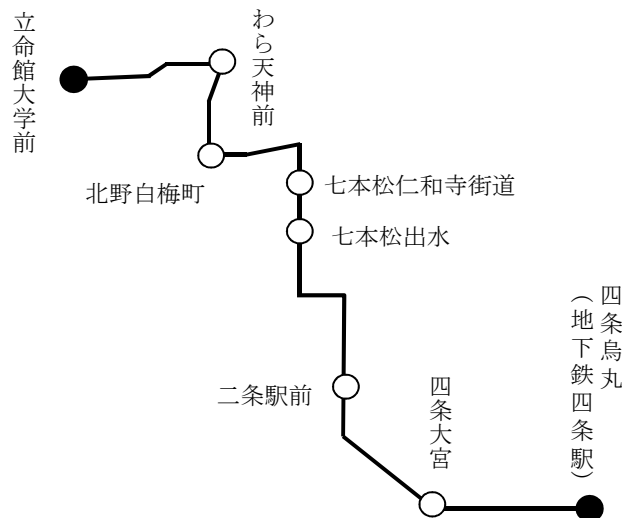 立命館大学前
わら天神前
北野白梅町
七本松仁和寺街道
七本松出水
二条駅前
四条大宮
四条烏丸
（地下鉄四条駅）